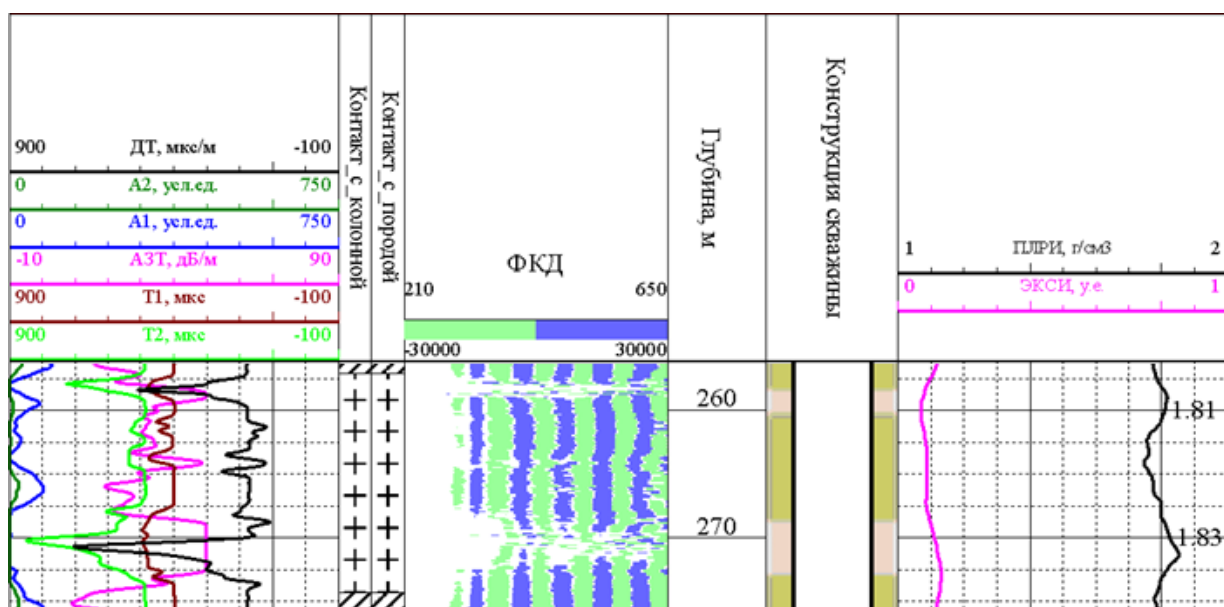 900 ДТ, мкс/м -100
0 А2, усл.ед. 750
0 А1, усл.ед. 750
-10 АЗТ, дБ/м 90
900 Т1, мкс -100
900 Т2, мкс -100
Контакт_с_колонной
Контакт_с_породой
ФКД
210 650
-30000 30000
Глубина, м
Конструкция скважины
1 ПЛРИ, г/см3 2
0 ЭКСИ, у.е. 1
260
1.81
270
1.83